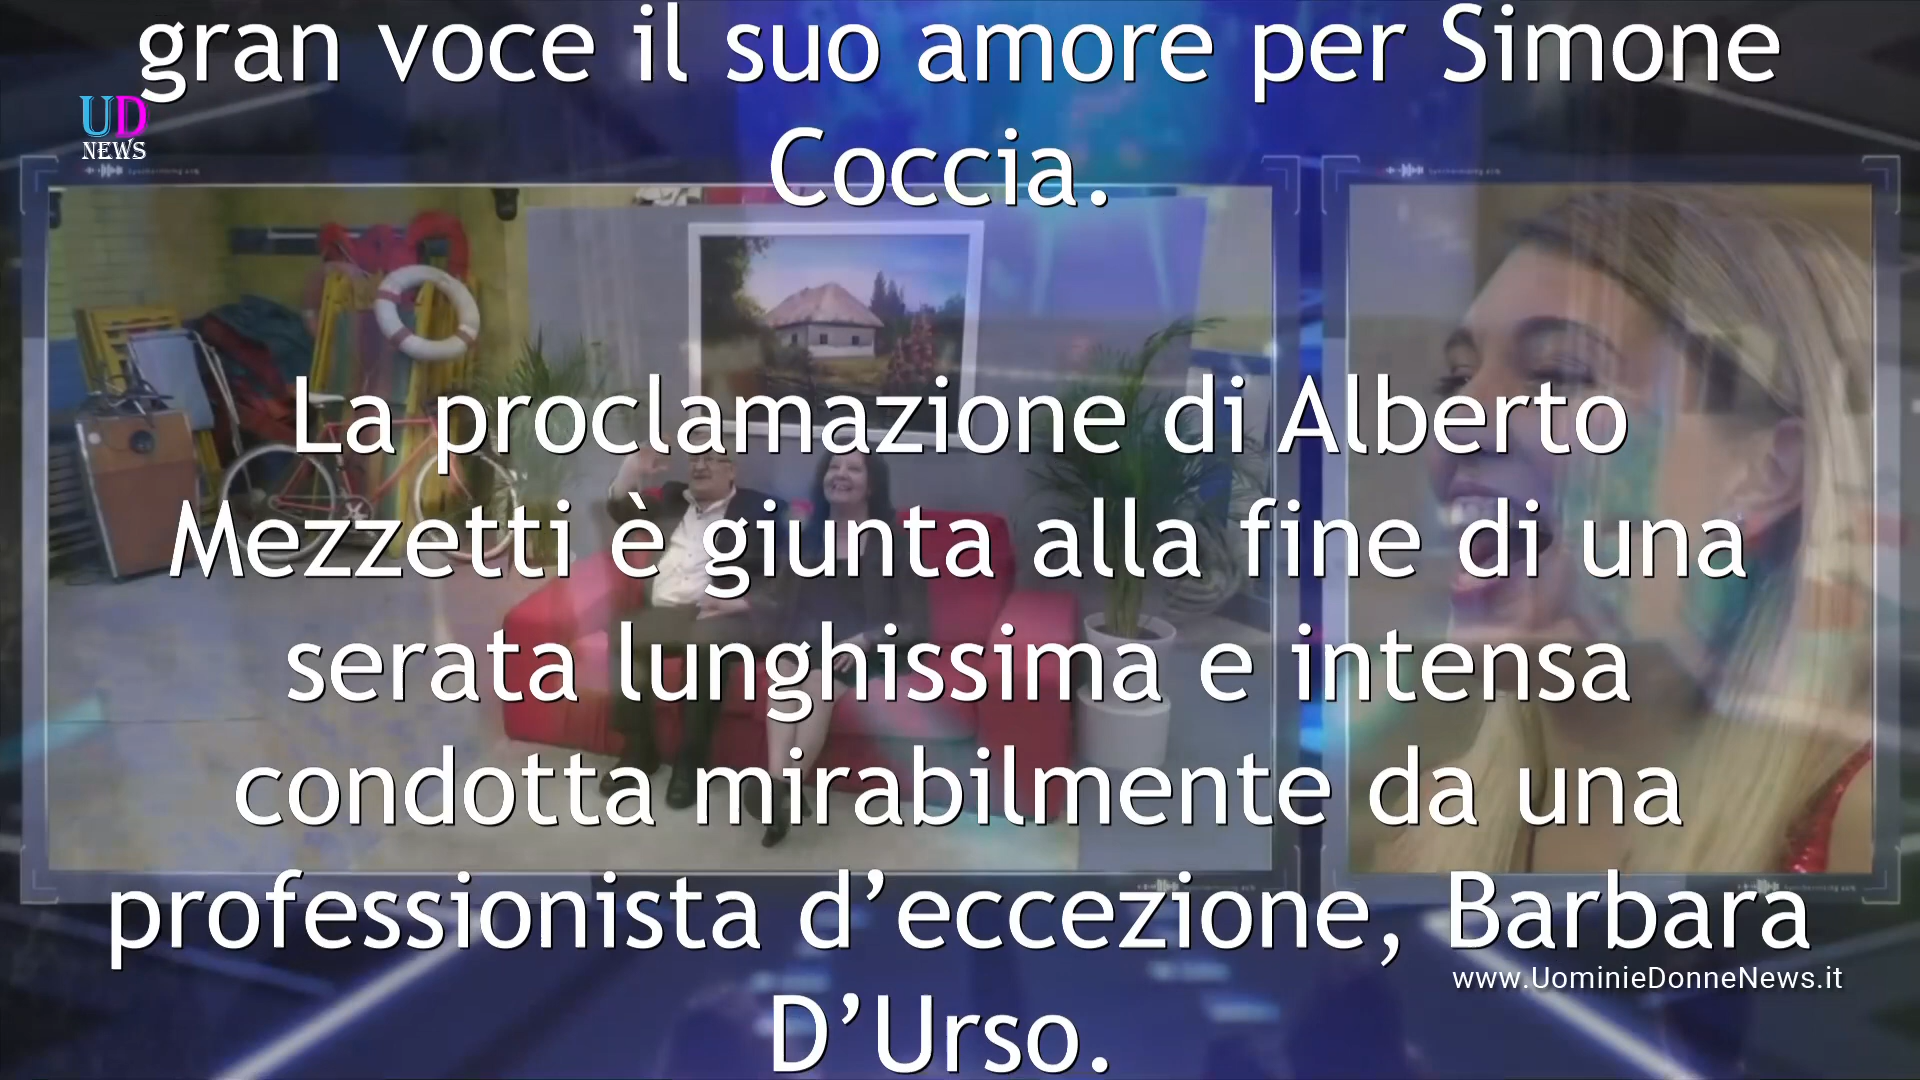 gran voce il suo amore per Simone
Coccia.
UD
NEWS
La proclamazione di Alberto
Mezzetti è giunta alla fine di una
serata lunghissima e intensa
condotta mirabilmente da una
professionista d’eccezione, Barbara
D’Urso.
www.UominieDonneNews.it